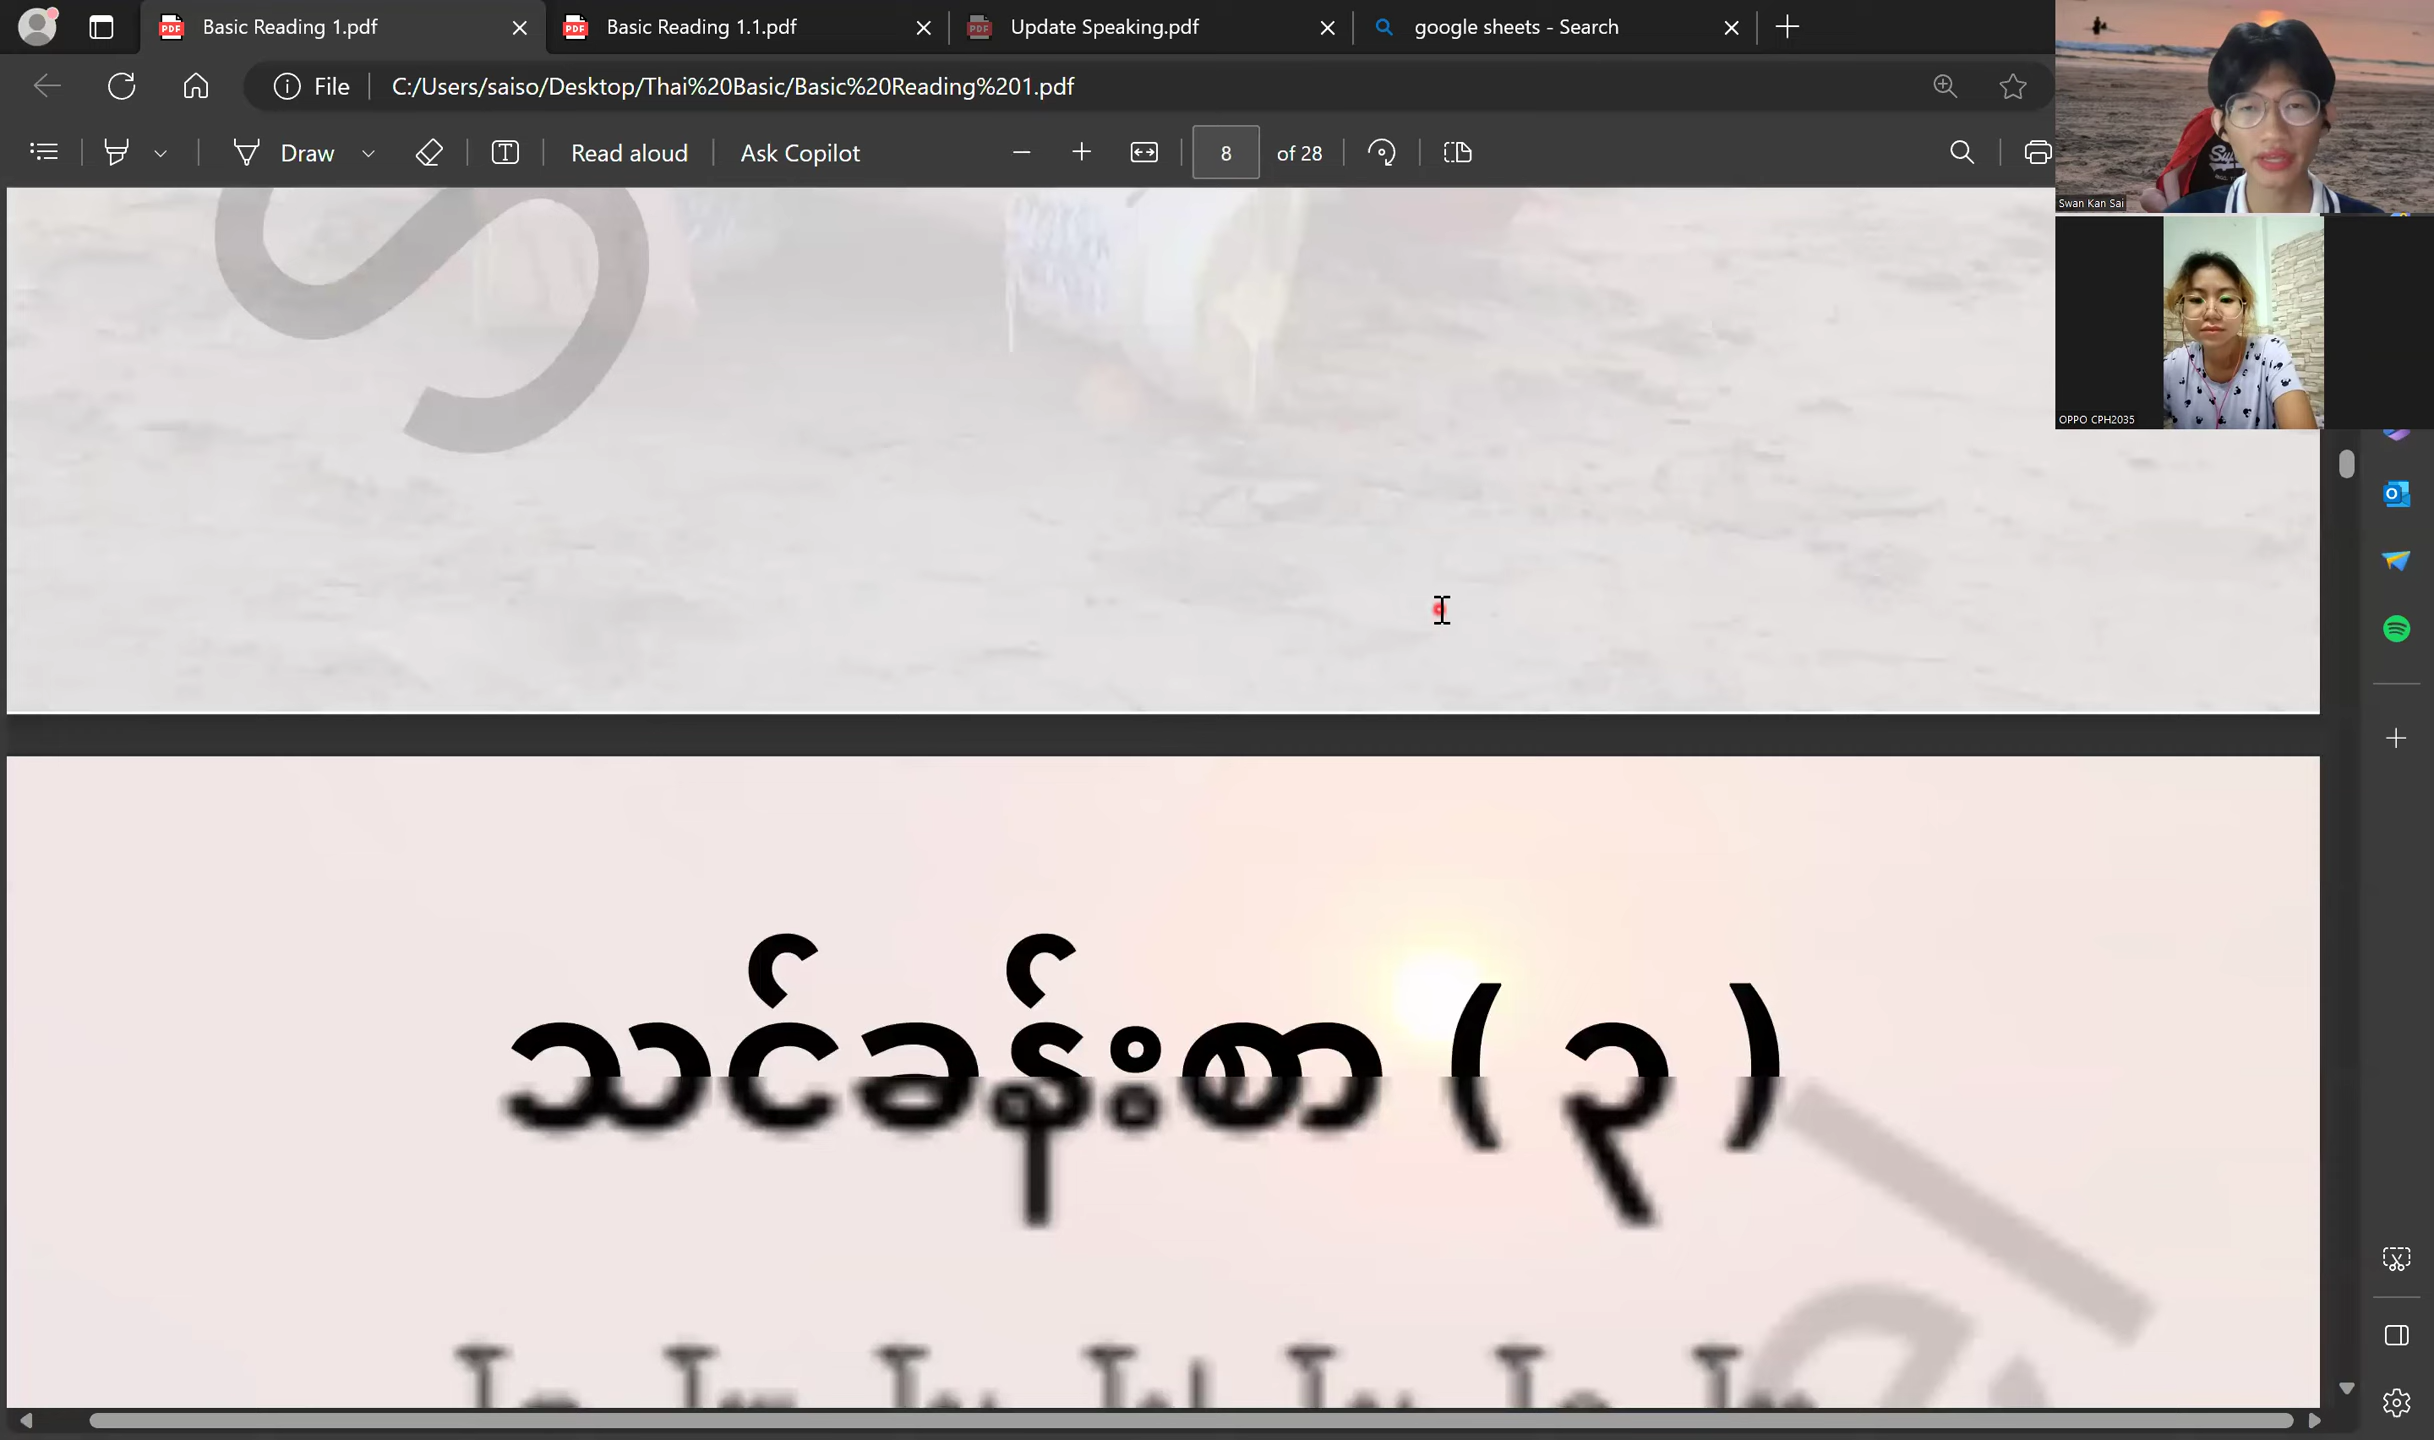 Basic Reading 1.pdf
Basic Reading 1.1.pdf
Update Speaking.pdf
google sheets - Search
File
C:/Users/saiso/Desktop/Thai%20Basic/Basic%20Reading%201.pdf
Draw
Read aloud
Ask Copilot
8 of 28
Swan Kan Sai
OPPO CPH2035
သင်ခန်းစာ ( ၃ )